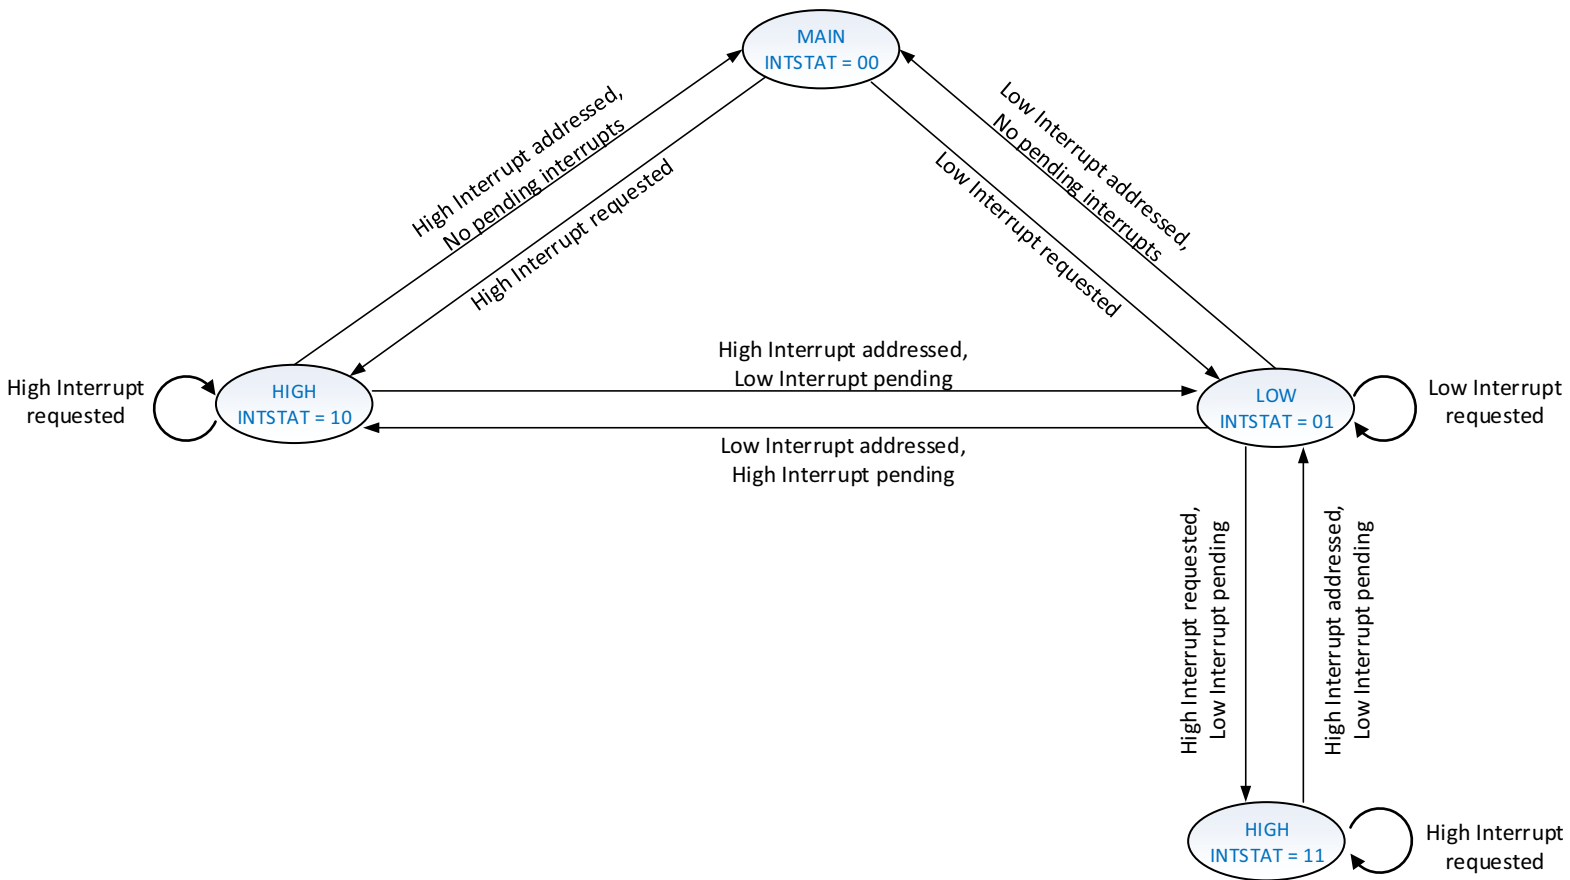 MAIN
INTSTAT = 00
High Interrupt addressed,
No pending interrupts
High Interrupt requested
Low Interrupt addressed,
No pending interrupts
Low Interrupt requested
High Interrupt
requested
HIGH
INTSTAT = 10
High Interrupt addressed,
Low Interrupt pending
Low Interrupt addressed,
High Interrupt pending
LOW
INTSTAT = 01
Low Interrupt
requested
High Interrupt requested,
Low Interrupt pending
High Interrupt addressed,
Low Interrupt pending
HIGH
INTSTAT = 11
High Interrupt
requested